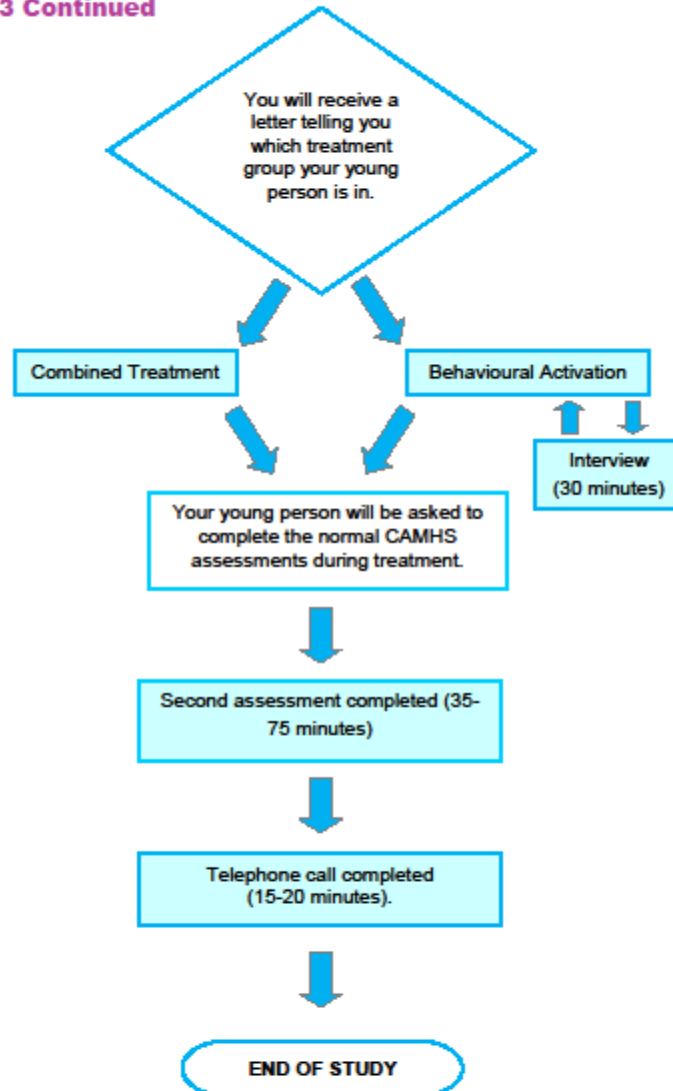 3 Continued
You will receive a
letter telling you
which treatment
group your young
person is in.
Combined Treatment
Behavioural Activation
Interview
(30 minutes)
Your young person will be asked to
complete the normal CAMHS
assessments during treatment.
Second assessment completed (35-
75 minutes)
Telephone call completed
(15-20 minutes).
END OF STUDY